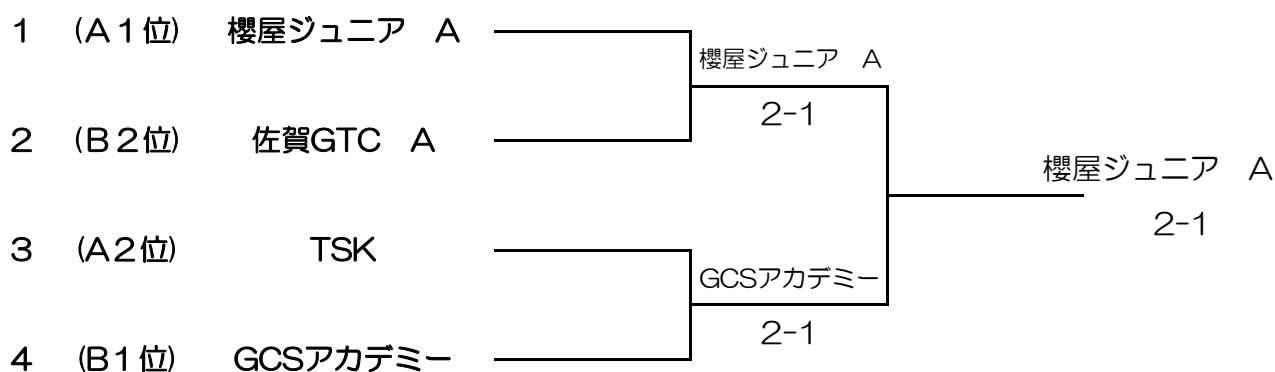 1 (A1位) 櫻屋ジュニア A
櫻屋ジュニア A
2-1
2 (B2位) 佐賀GTC A
櫻屋ジュニア A
2-1
3 (A2位) TSK
GCSアカデミー
2-1
4 (B1位) GCSアカデミー